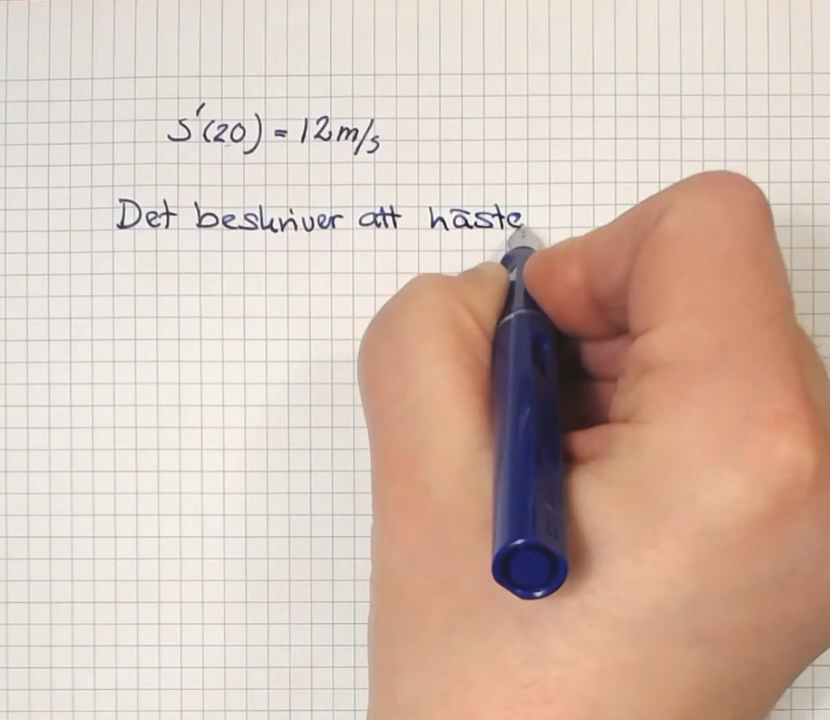 S'(20) = 12 m/s
Det beskriver att häste